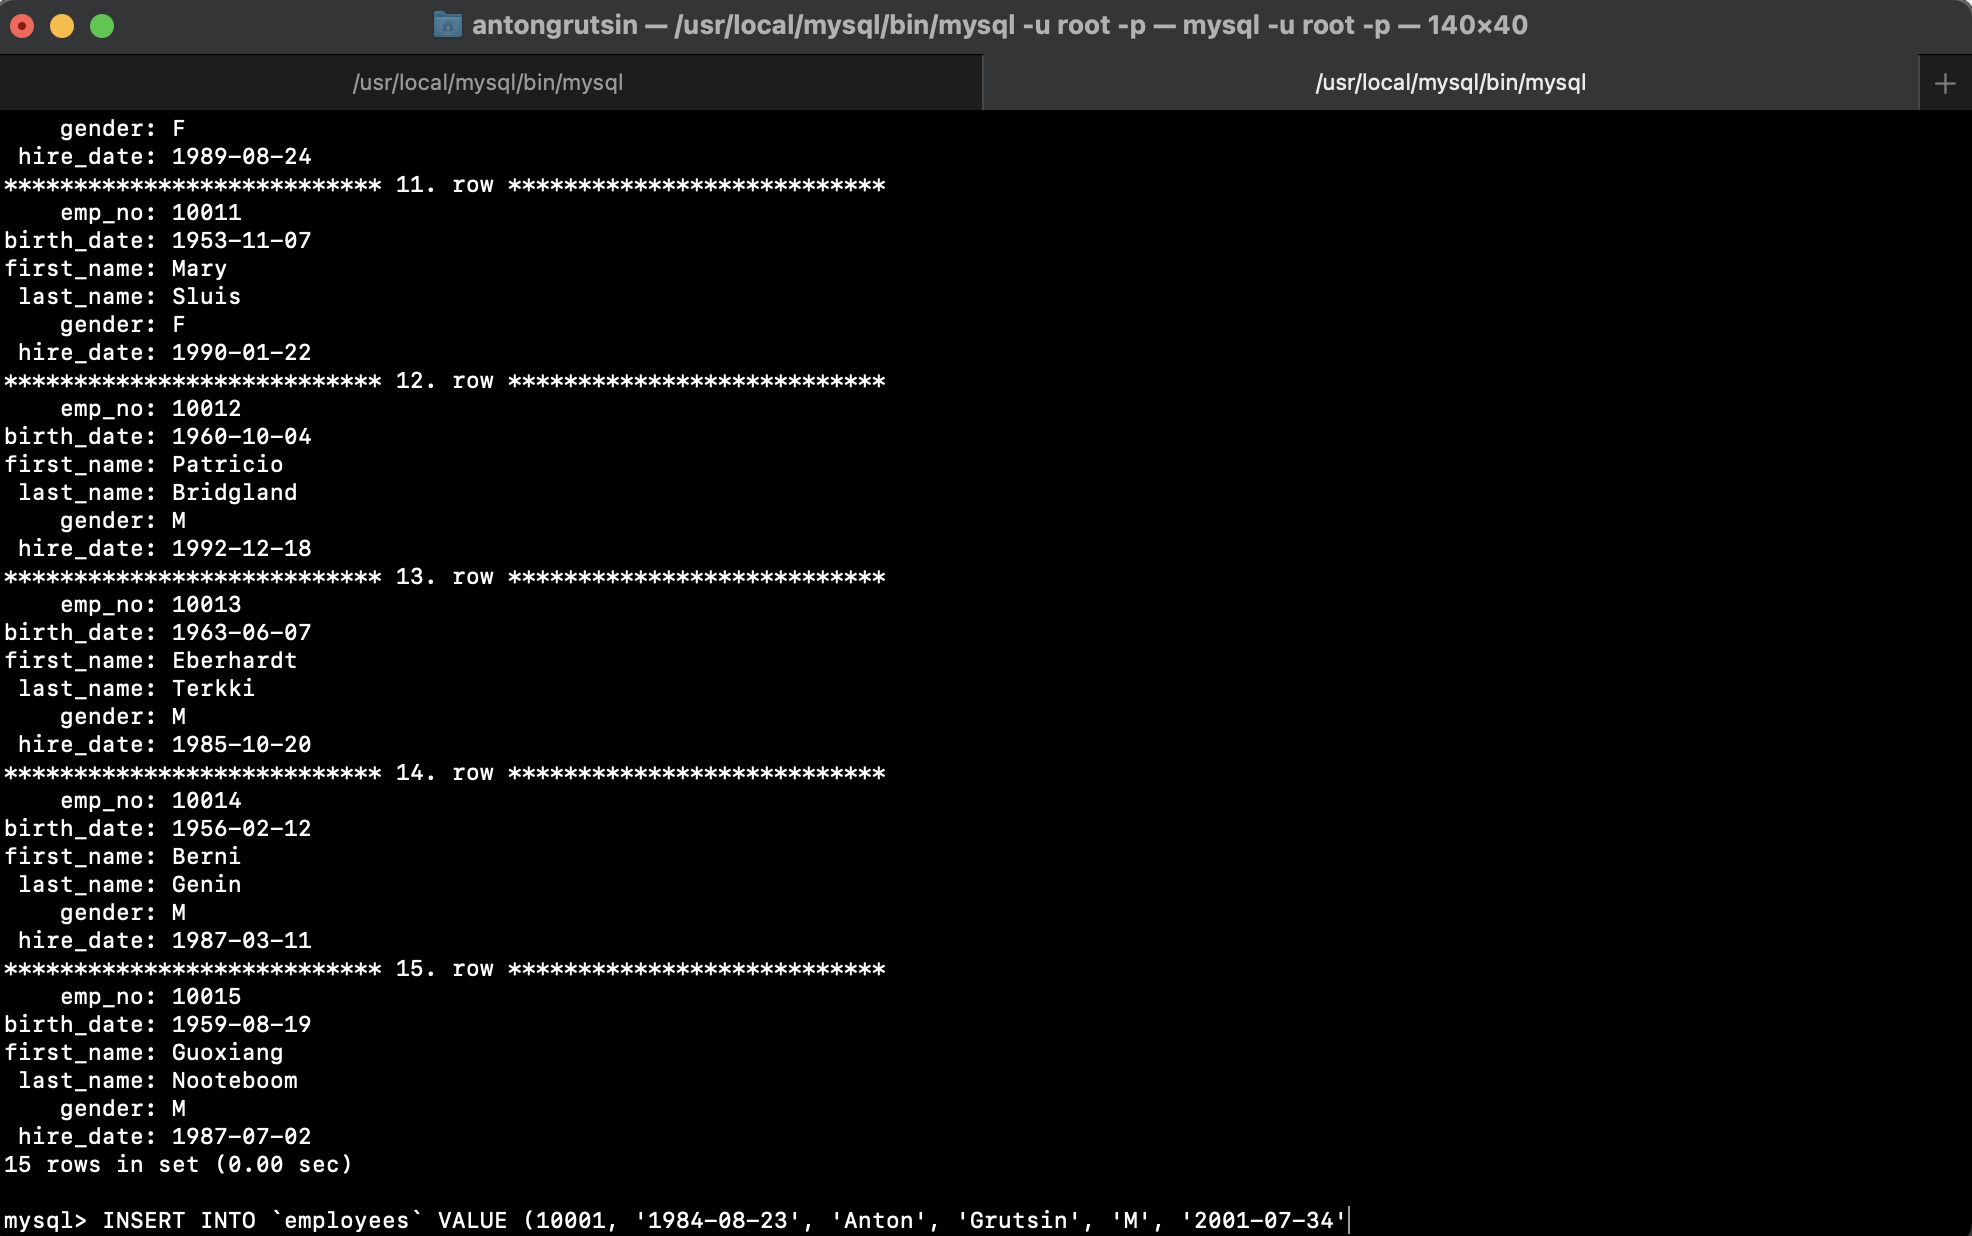 antongrutsin — /usr/local/mysql/bin/mysql -u root -p — mysql -u root -p — 140×40
/usr/local/mysql/bin/mysql
/usr/local/mysql/bin/mysql
+
gender: F
hire_date: 1989-08-24
*************************** 11. row ***************************
emp_no: 10011
birth_date: 1953-11-07
first_name: Mary
last_name: Sluis
gender: F
hire_date: 1990-01-22
*************************** 12. row ***************************
emp_no: 10012
birth_date: 1960-10-04
first_name: Patricio
last_name: Bridgland
gender: M
hire_date: 1992-12-18
*************************** 13. row ***************************
emp_no: 10013
birth_date: 1963-06-07
first_name: Eberhardt
last_name: Terkki
gender: M
hire_date: 1985-10-20
*************************** 14. row ***************************
emp_no: 10014
birth_date: 1956-02-12
first_name: Berni
last_name: Genin
gender: M
hire_date: 1987-03-11
*************************** 15. row ***************************
emp_no: 10015
birth_date: 1959-08-19
first_name: Guoxiang
last_name: Nooteboom
gender: M
hire_date: 1987-07-02
15 rows in set (0.00 sec)
mysql> INSERT INTO `employees` VALUE (10001, '1984-08-23', 'Anton', 'Grutsin', 'M', '2001-07-34'